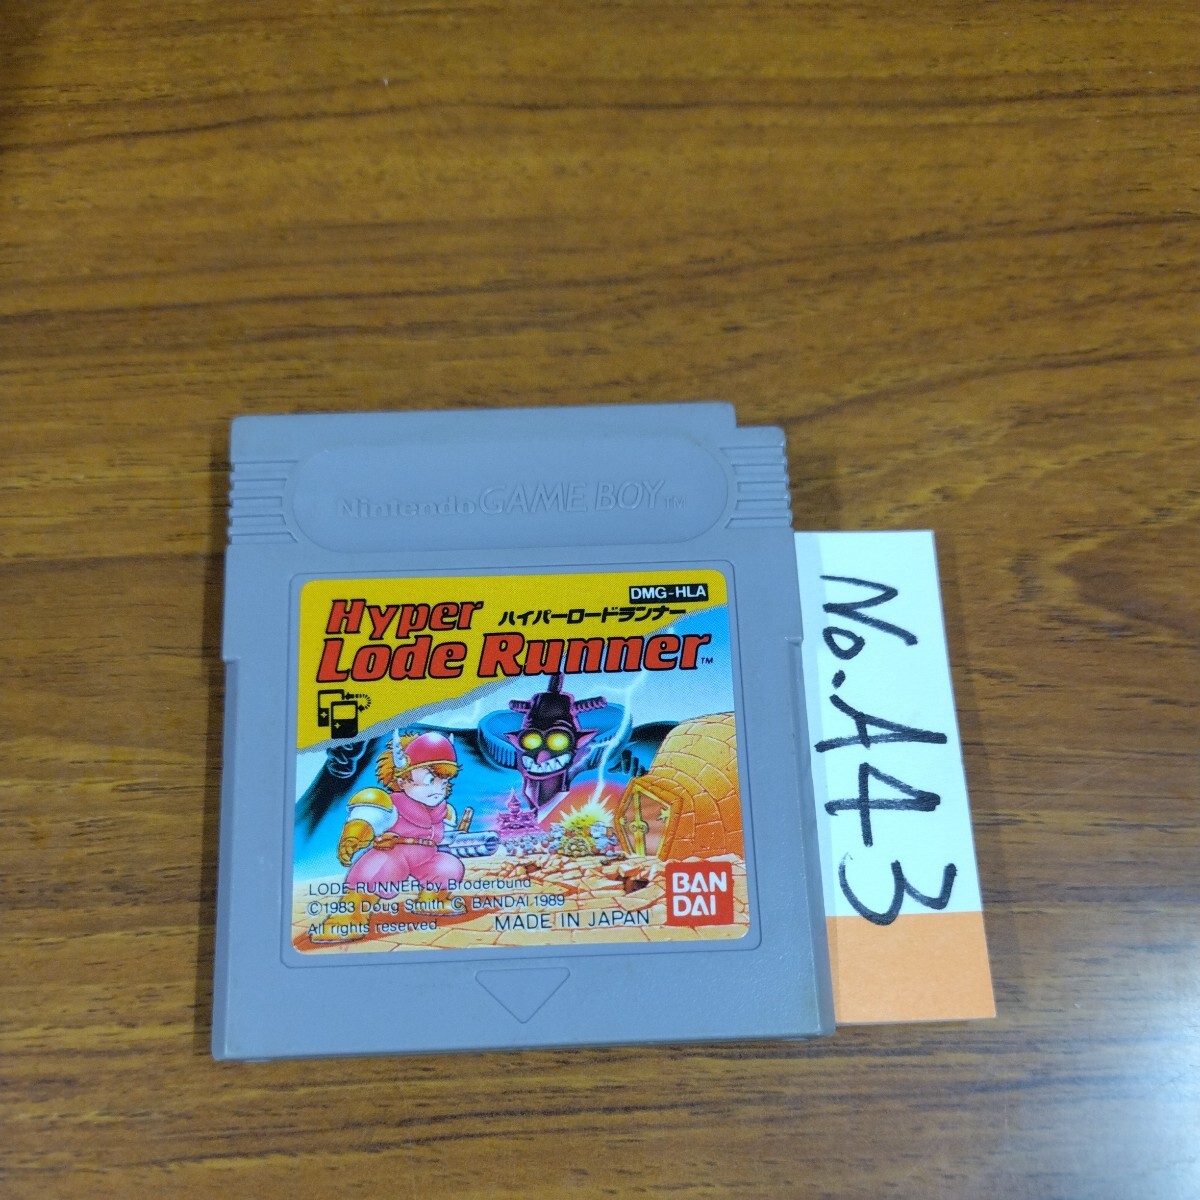 Nintendo GAME BOY™
DMG-HLA
Hyper ハイパーロードランナー
Lode Runner™
LODE RUNNER by Brøderbund
©1983 Doug Smith © BANDAI 1989
All rights reserved.
MADE IN JAPAN
BAN
DAI
No.A43